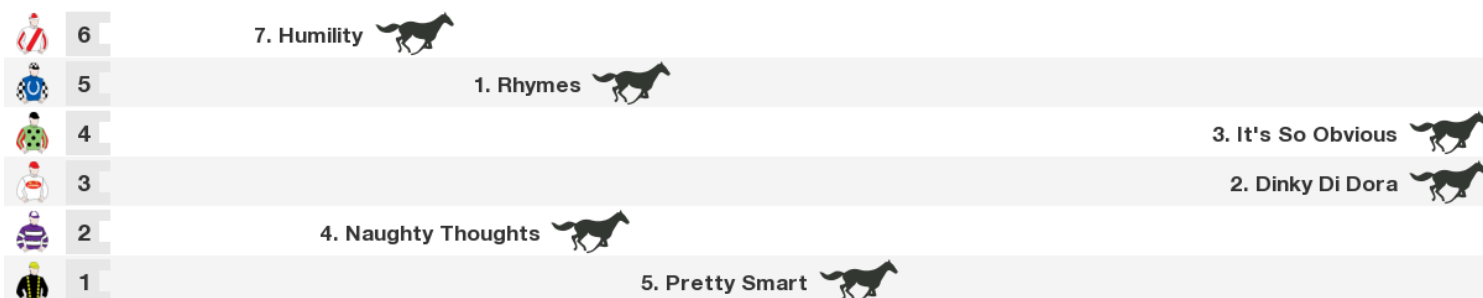 6 7. Humility
5 1. Rhymes
4 3. It's So Obvious
3 2. Dinky Di Dora
2 4. Naughty Thoughts
1 5. Pretty Smart